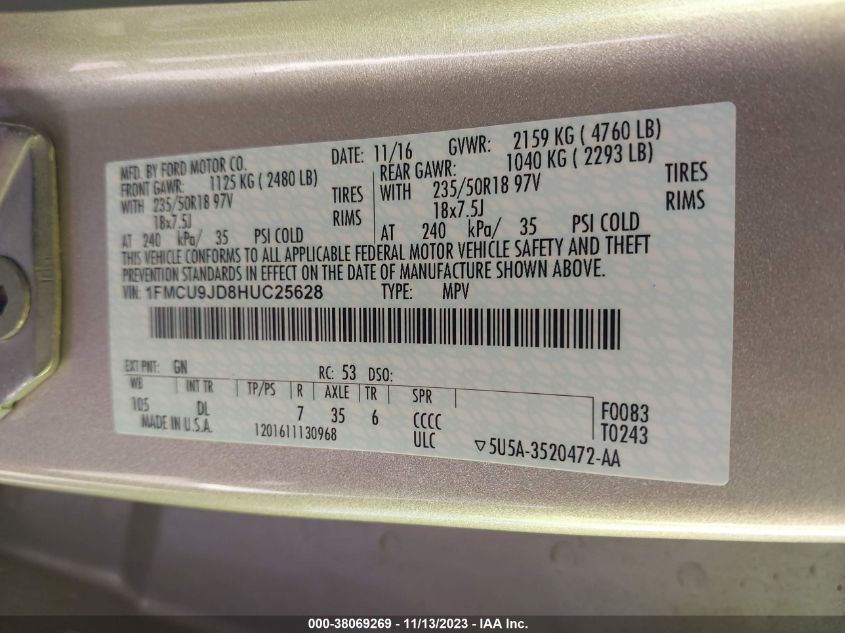 MFD. BY FORD MOTOR CO. DATE: 11/16 GVWR: 2159 KG ( 4760 LB)
FRONT GAWR: 1125 KG ( 2480 LB) REAR GAWR: 1040 KG ( 2293 LB)
WITH 235/50R18 97V TIRES WITH 235/50R18 97V TIRES
18x7.5J RIMS 18x7.5J RIMS
AT 240 kPa/ 35 PSI COLD AT 240 kPa/ 35 PSI COLD
THIS VEHICLE CONFORMS TO ALL APPLICABLE FEDERAL MOTOR VEHICLE SAFETY AND THEFT
PREVENTION STANDARDS IN EFFECT ON THE DATE OF MANUFACTURE SHOWN ABOVE.
VIN: 1FMCU9JD8HUC25628 TYPE: MPV
EXT PNT: GN RC: 53 DSO:
WB INT TR TP/PS R AXLE TR SPR
105 DL 7 35 6 CCCC F0083
MADE IN U.S.A. 1201611130968 ULC T0243
▽5U5A-3520472-AA
000-38069269 - 11/13/2023 - IAA Inc.